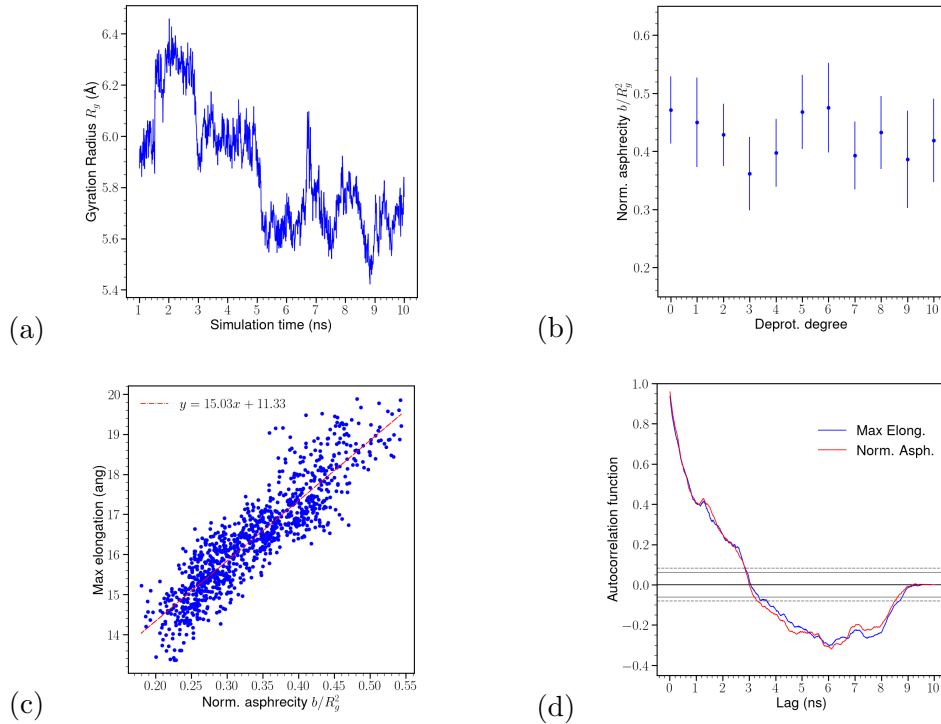 6.4
6.2
6.0
5.8
5.6
5.4
Gyration Radius R_g (Å)
1 2 3 4 5 6 7 8 9 10
Simulation time (ns)
(a)
0.6
0.5
0.4
0.3
0.2
Norm. asphrecity b/R_g^2
0 1 2 3 4 5 6 7 8 9 10
Deprot. degree
(b)
20
19
18
17
16
15
14
Max elongation (ang)
y = 15.03x + 11.33
0.20 0.25 0.30 0.35 0.40 0.45 0.50 0.55
Norm. asphrecity b/R_g^2
(c)
1.0
0.8
0.6
0.4
0.2
0.0
−0.2
−0.4
Autocorrelation function
Max Elong.
Norm. Asph.
0 1 2 3 4 5 6 7 8 9 10
Lag (ns)
(d)